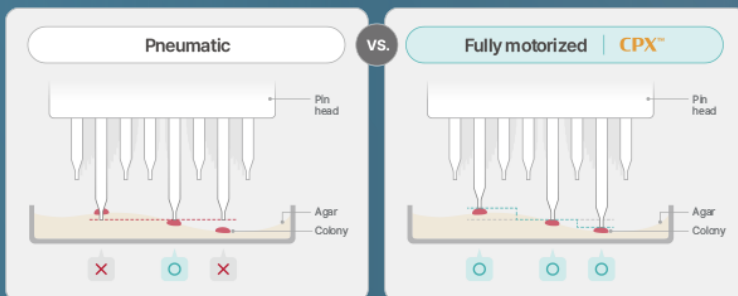 Pneumatic
VS.
Fully motorized
CPX™
Pin
head
Agar
Colony
Pin
head
Agar
Colony